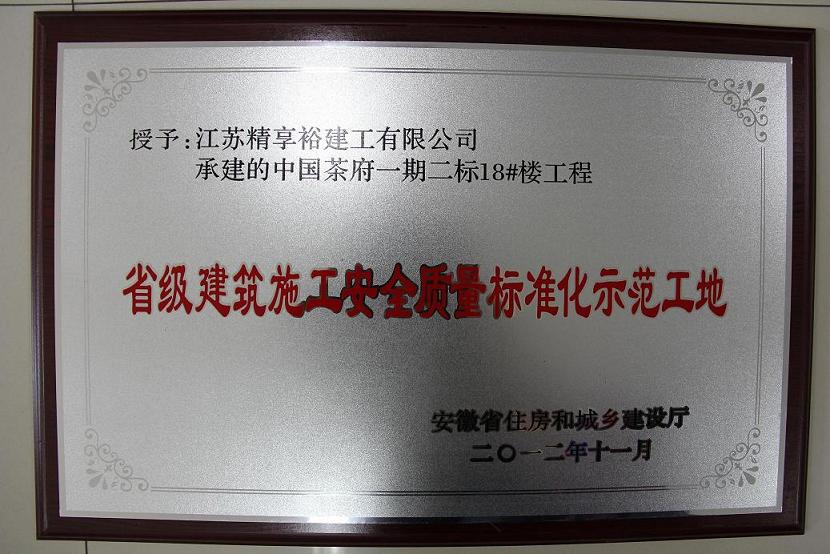 授予:江苏精享裕建工有限公司
承建的中国茶府一期二标18#楼工程
省级建筑施工安全质量标准化示范工地
安徽省住房和城乡建设厅
二〇一二年十一月